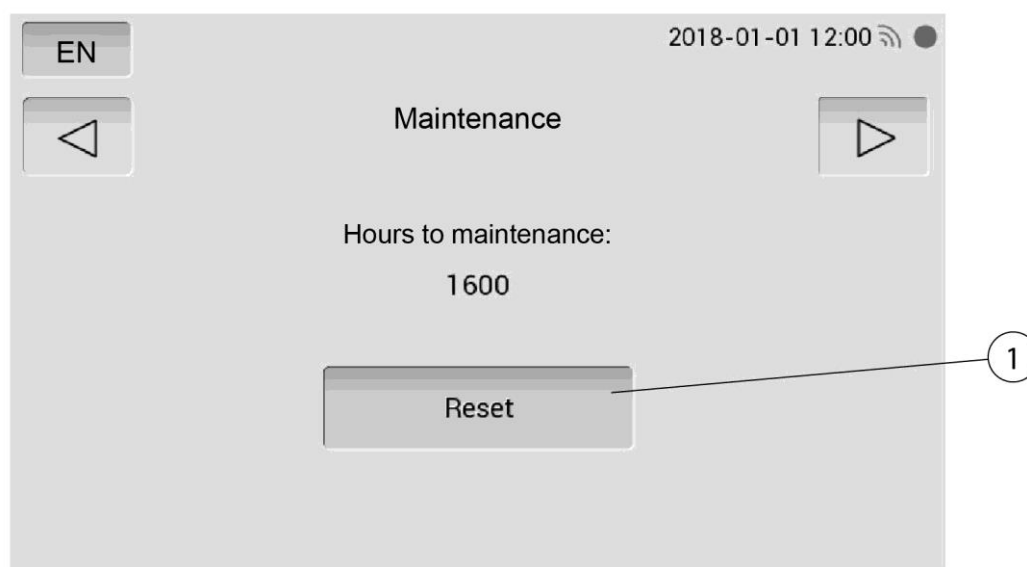 EN
2018-01-01 12:00
Maintenance
Hours to maintenance:
1600
Reset
1